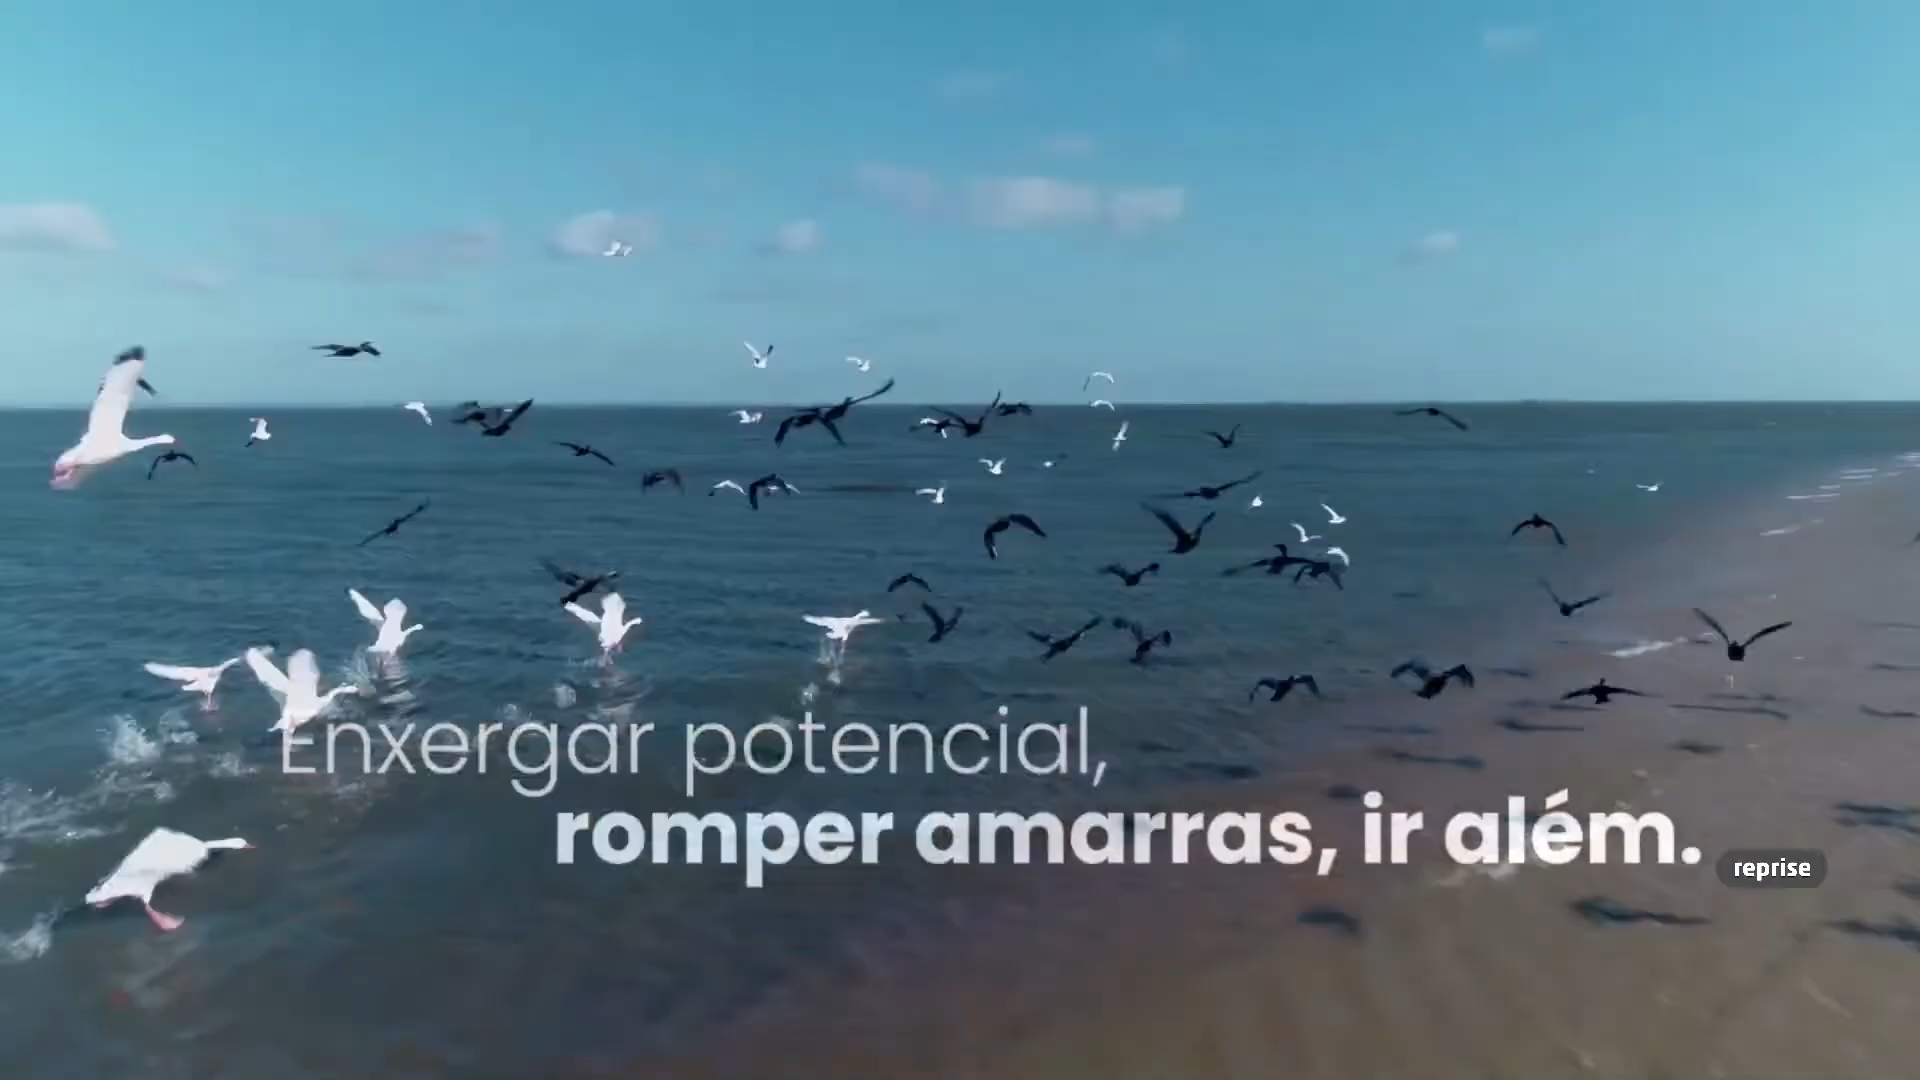 Enxergar potencial,
romper amarras, ir além.
reprise